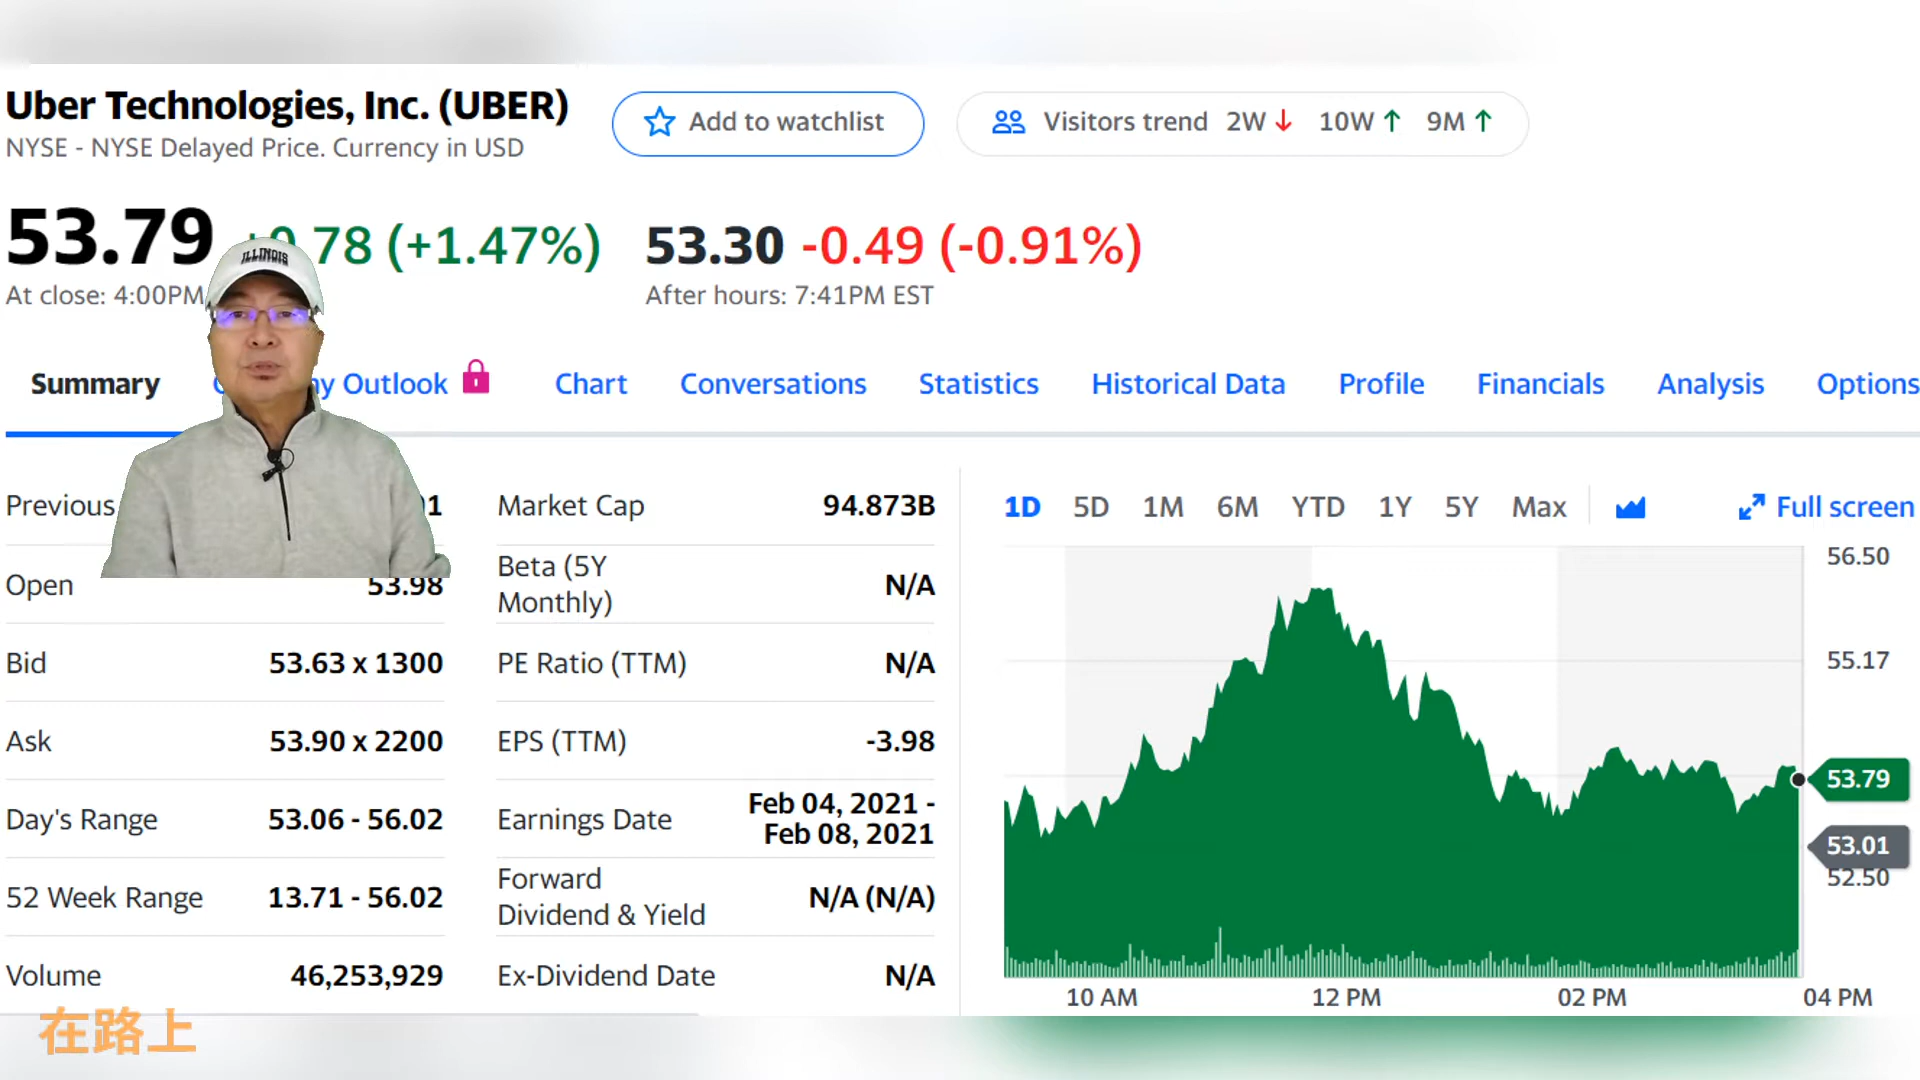 Uber Technologies, Inc. (UBER)
NYSE - NYSE Delayed Price. Currency in USD
Add to watchlist
Visitors trend 2W 10W 9M
53.79 (+1.47%)
53.30 -0.49 (-0.91%)
At close: 4:00PM
After hours: 7:41PM EST
ILLINOIS
Summary
Outlook
Chart
Conversations
Statistics
Historical Data
Profile
Financials
Analysis
Options
Previous
Open 53.98
Bid 53.63 x 1300
Ask 53.90 x 2200
Day's Range 53.06 - 56.02
52 Week Range 13.71 - 56.02
Volume 46,253,929
Market Cap 94.873B
Beta (5Y
Monthly) N/A
PE Ratio (TTM) N/A
EPS (TTM) -3.98
Earnings Date Feb 04, 2021 -
Feb 08, 2021
Forward
Dividend & Yield N/A (N/A)
Ex-Dividend Date N/A
1D 5D 1M 6M YTD 1Y 5Y Max
Full screen
56.50
55.17
53.79
53.01
52.50
10 AM 12 PM 02 PM 04 PM
在路上